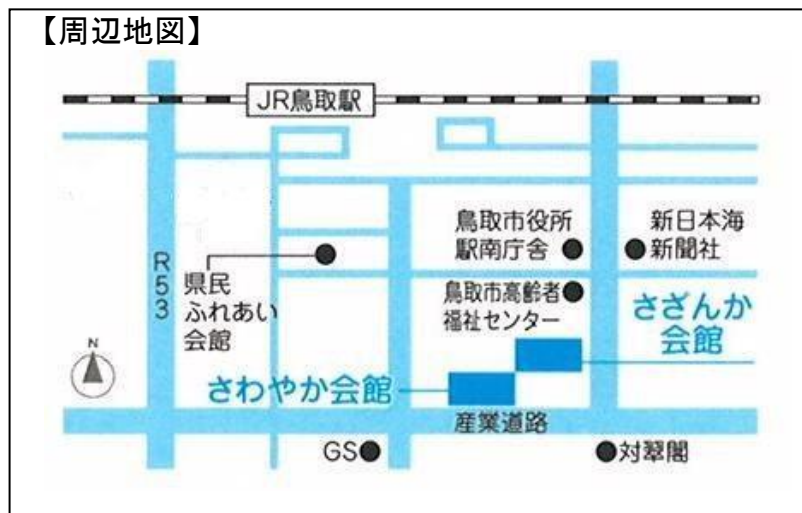 【周辺地図】
JR鳥取駅
鳥取市役所
駅南庁舎
新日本海
新聞社
R53
県民
ふれあい
会館
鳥取市高齢者
福祉センター
さざんか
会館
N
さわやか会館
産業道路
GS
対翠閣